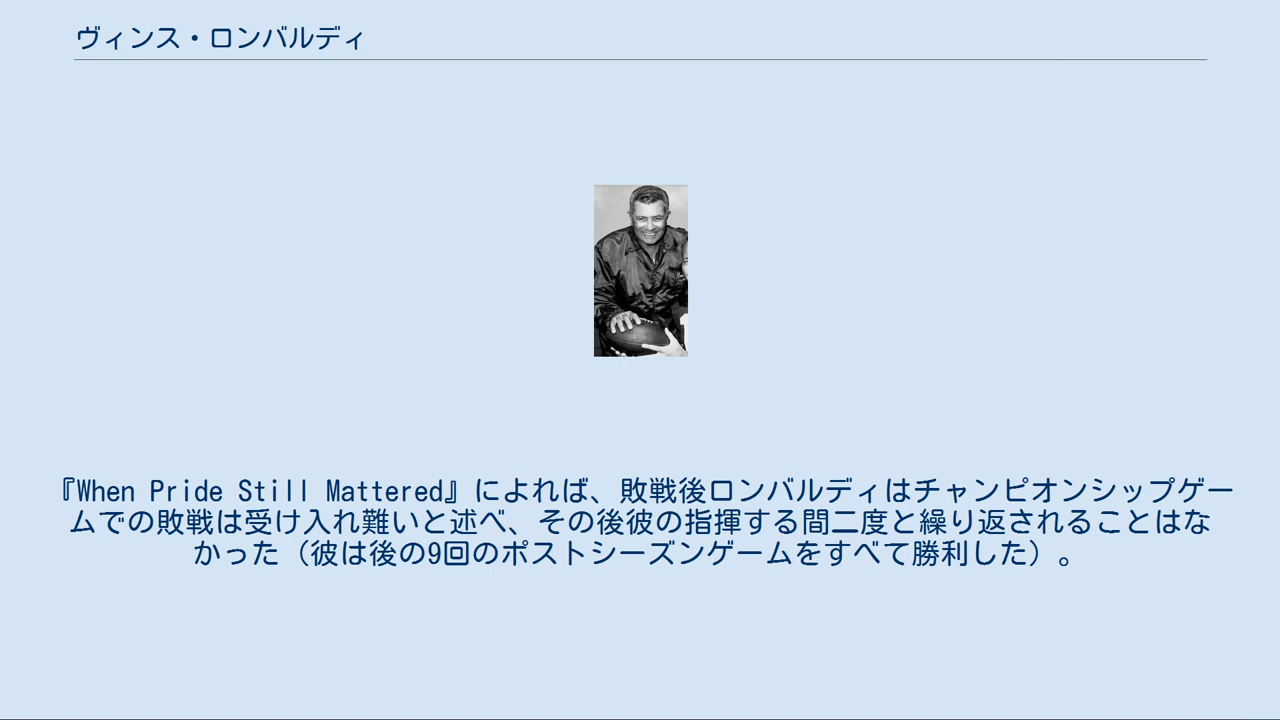 ヴィンス・ロンバルディ
『When Pride Still Mattered』によれば、敗戦後ロンバルディはチャンピオンシップゲー
ムでの敗戦は受け入れ難いと述べ、その後彼の指揮する間二度と繰り返されることはな
かった（彼は後の9回のポストシーズンゲームをすべて勝利した）。